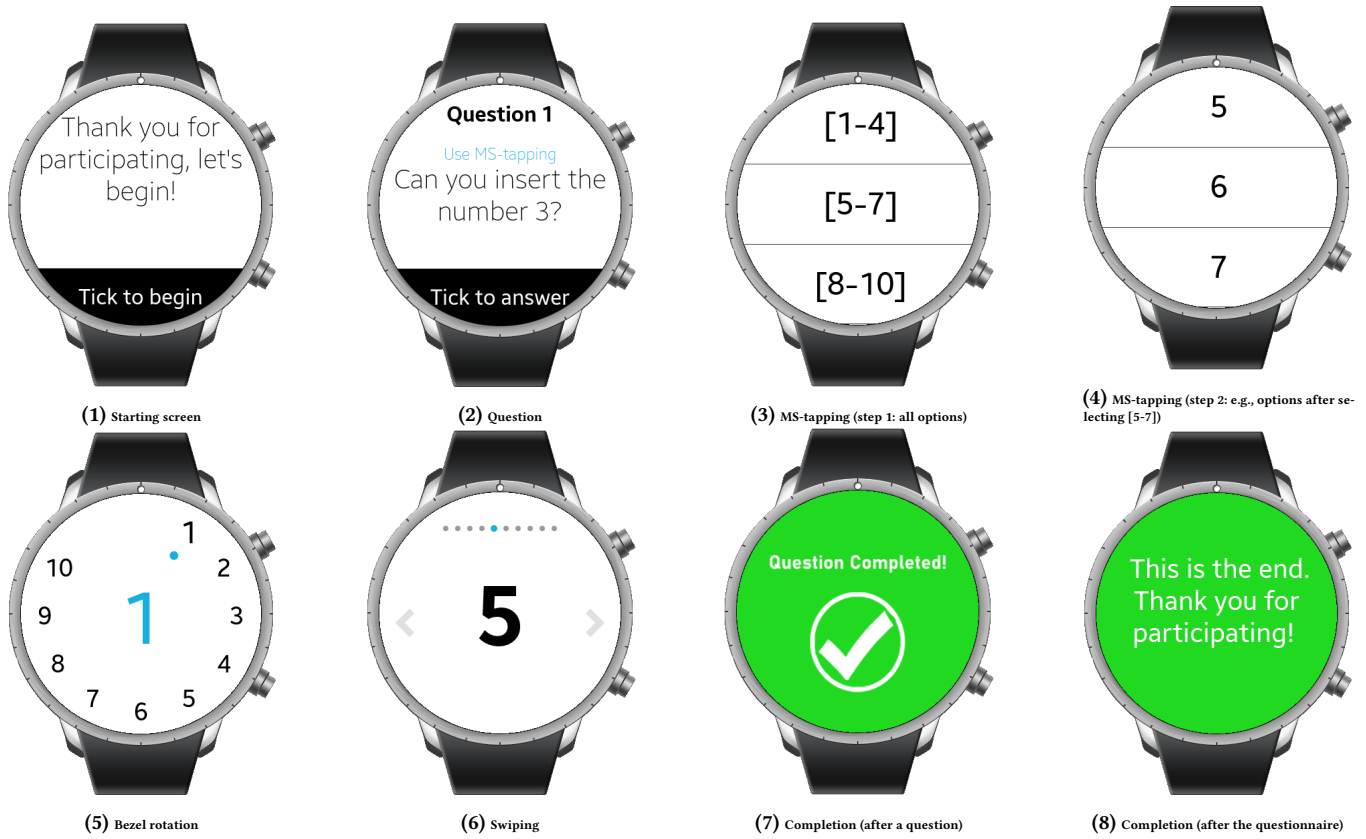 Thank you for
participating, let's
begin!
Tick to begin
(1) Starting screen
Question 1
Use MS-tapping
Can you insert the
number 3?
Tick to answer
(2) Question
[1-4]
[5-7]
[8-10]
(3) MS-tapping (step 1: all options)
5
6
7
(4) MS-tapping (step 2: e.g., options after se-
lecting [5-7])
1
2
3
4
5
6
7
8
9
10
1
(5) Bezel rotation
5
(6) Swiping
Question Completed!
(7) Completion (after a question)
This is the end.
Thank you for
participating!
(8) Completion (after the questionnaire)